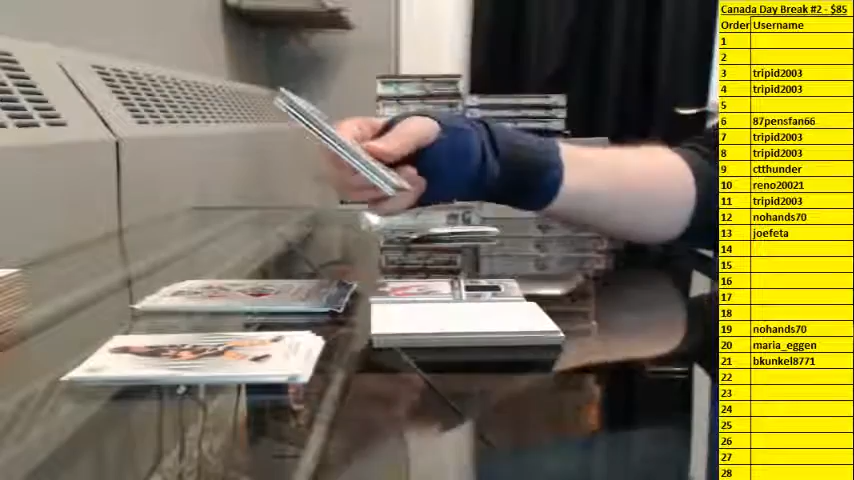 Canada Day Break #2 - $85
Order Username
1
2
3 tripid2003
4 tripid2003
5
6 87pensfan66
7 tripid2003
8 tripid2003
9 ctthunder
10 reno20021
11 tripid2003
12 nohands70
13 joefeta
14
15
16
17
18
19 nohands70
20 maria_eggen
21 bkunkel8771
22
23
24
25
26
27
28